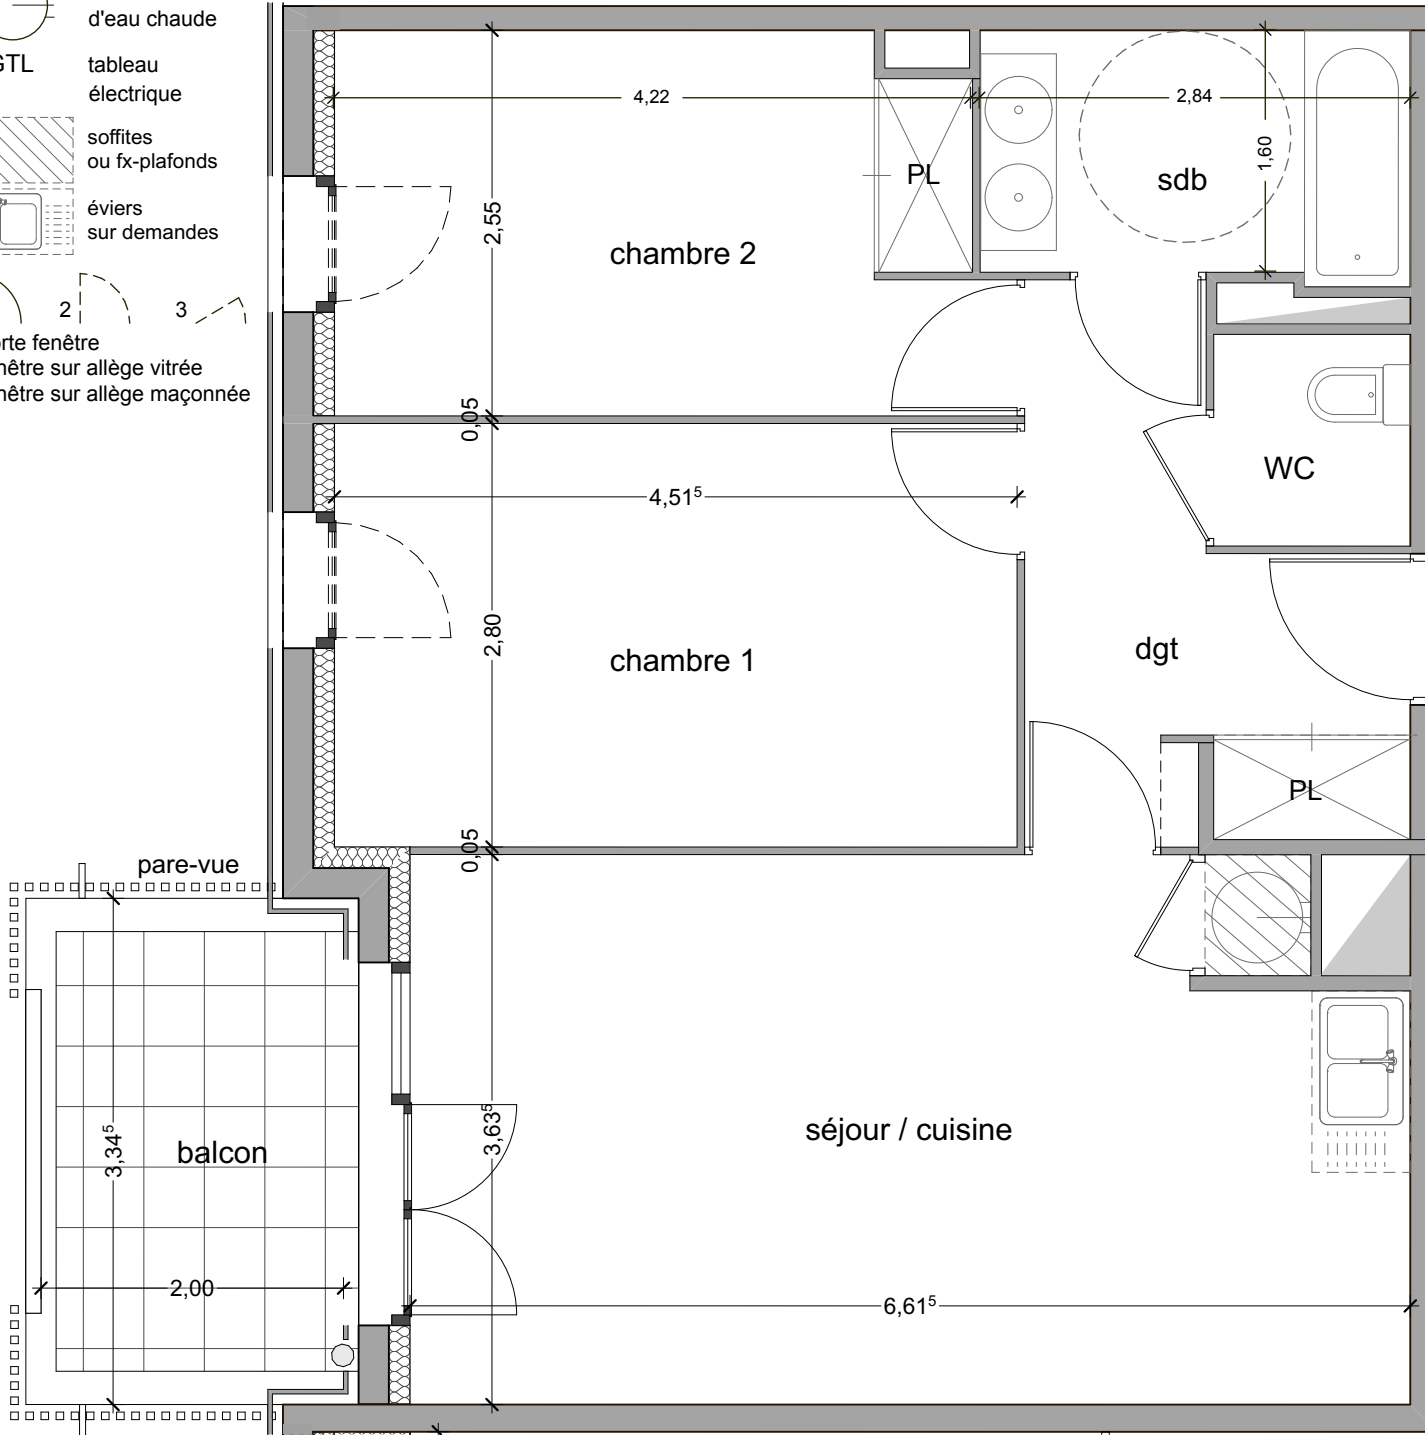 d'eau chaude
GTL
tableau
électrique
soffites
ou fx-plafonds
éviers
sur demandes
2
3
fenêtre
sur allège vitrée
sur allège maçonnée
4,22
2,84
1,60
PL
sdb
2,55
chambre 2
0,05
WC
4,51⁵
2,80
chambre 1
dgt
PL
0,05
pare-vue
3,63⁵
séjour / cuisine
3,34⁵
balcon
2,00
6,61⁵